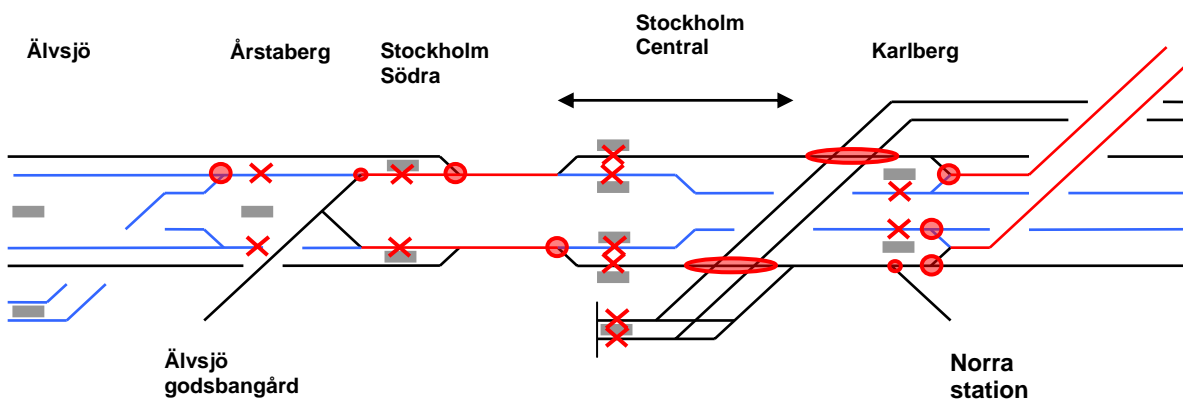 Älvsjö
Årstaberg
Stockholm
Södra
Stockholm
Central
Karlberg
Älvsjö
godsbangård
Norra
station